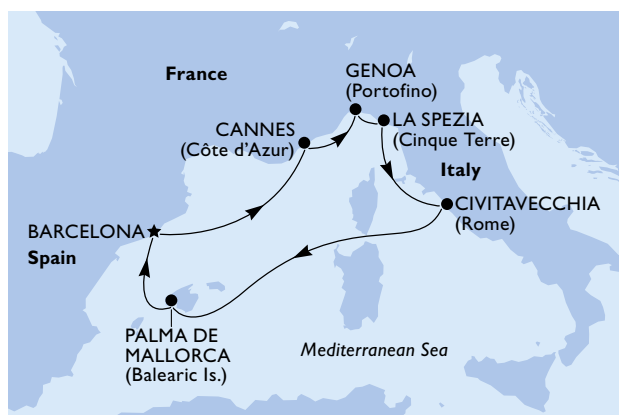 France
GENOA
(Portofino)
CANNES
(Côte d'Azur)
LA SPEZIA
(Cinque Terre)
Italy
CIVITAVECCHIA
(Rome)
BARCELONA
Spain
PALMA DE
MALLORCA
(Balearic Is.)
Mediterranean Sea